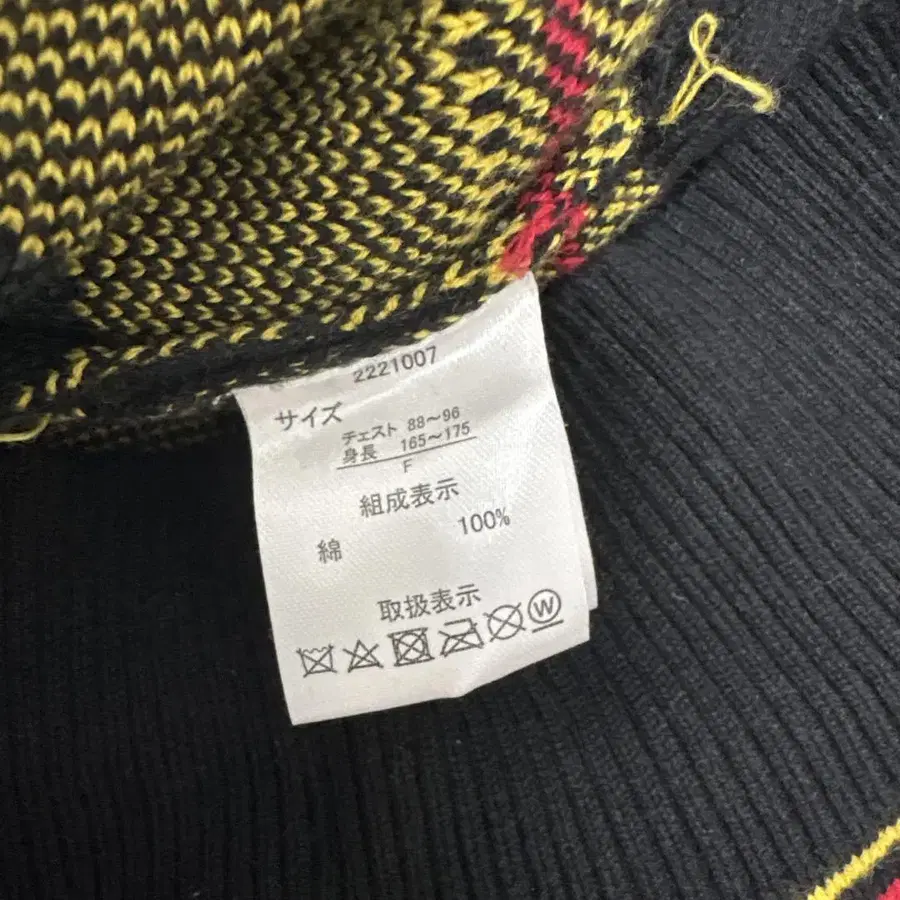 2221007
サイズ
チェスト 88～96
身長 165～175
F
組成表示
綿 100%
取扱表示
W